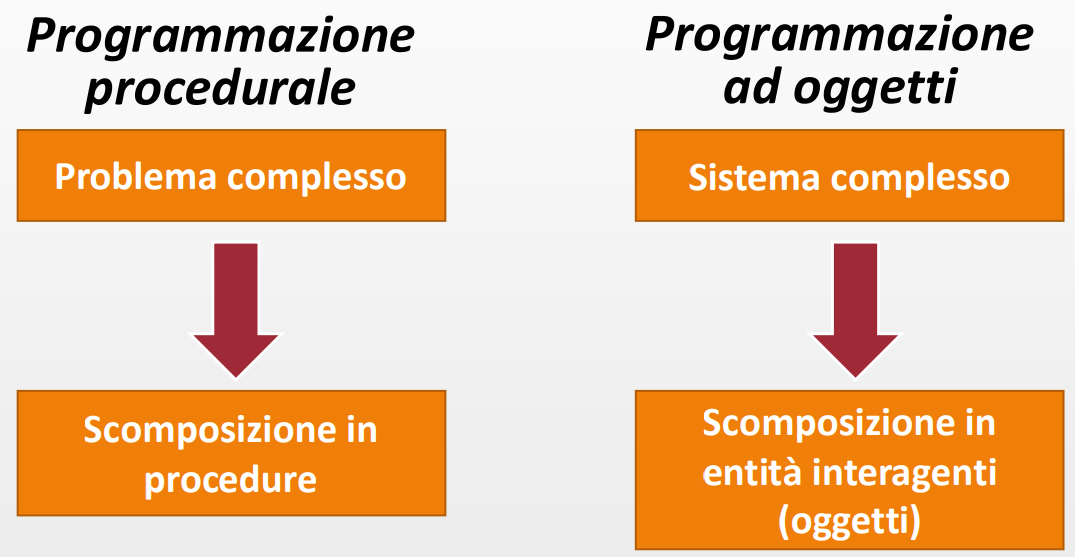 Programmazione
procedurale
Problema complesso
Scomposizione in
procedure
Programmazione
ad oggetti
Sistema complesso
Scomposizione in
entità interagenti
(oggetti)